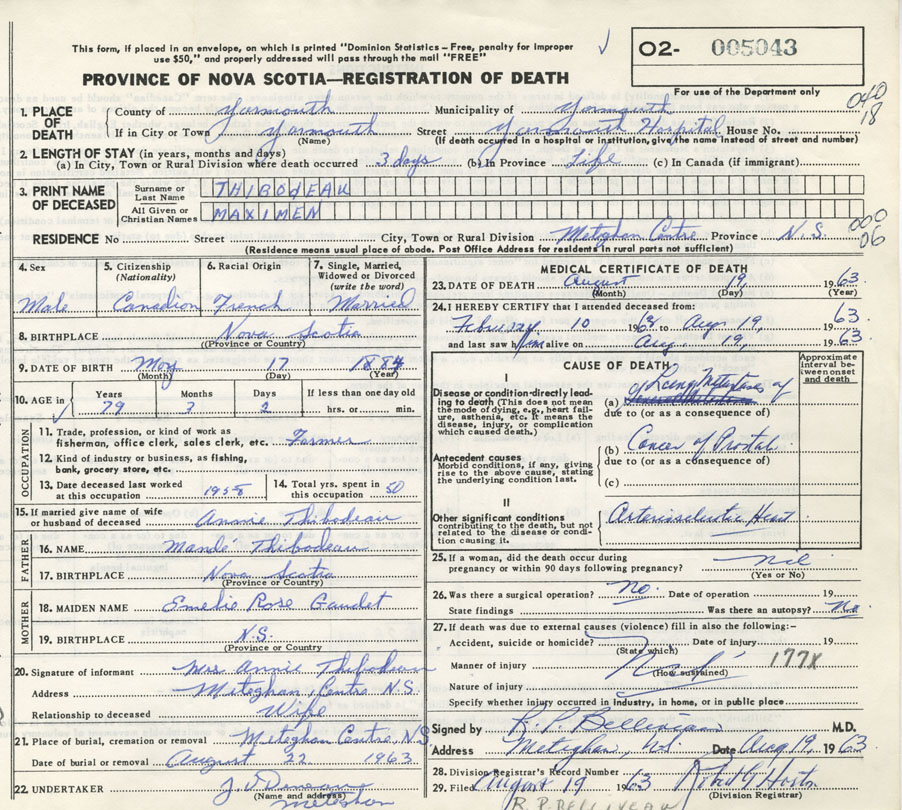 This form, if placed in an envelope, on which is printed "Dominion Statistics – Free, penalty for improper
use $50," and properly addressed will pass through the mail "FREE"
O2- 005043
PROVINCE OF NOVA SCOTIA—REGISTRATION OF DEATH
For use of the Department only
1. PLACE OF DEATH
County of Yarmouth Municipality of Yarmouth
040
18
If in City or Town Yarmouth Street Yarmouth Hospital House No.
(Name) (If death occurred in a hospital or institution, give the name instead of street and number)
2. LENGTH OF STAY (in years, months and days)
(a) In City, Town or Rural Division where death occurred 3 days (b) In Province Life (c) In Canada (if immigrant)
3. PRINT NAME OF DECEASED
Surname or Last Name THIBODEAU
All Given or Christian Names MAXIMEN
000
06
RESIDENCE No Street City, Town or Rural Division Meteghan Centre Province N.S.
(Residence means usual place of abode. Post Office Address for residents in rural parts not sufficient)
4. Sex
Male
5. Citizenship
(Nationality)
Canadian
6. Racial Origin
French
7. Single, Married,
Widowed or Divorced
(write the word)
Married
8. BIRTHPLACE Nova Scotia
(Province or Country)
9. DATE OF BIRTH May 17 1884
(Month) (Day) (Year)
10. AGE in Years Months Days If less than one day old
79 3 2 hrs. or min.
OCCUPATION
11. Trade, profession, or kind of work as
fisherman, office clerk, sales clerk, etc. Farmer
12. Kind of industry or business, as fishing,
bank, grocery store, etc.
13. Date deceased last worked
at this occupation 1958
14. Total yrs. spent in
this occupation 50
15. If married give name of wife
or husband of deceased Annie Thibodeau
FATHER
16. NAME Mandé Thibodeau
17. BIRTHPLACE Nova Scotia
(Province or Country)
MOTHER
18. MAIDEN NAME Emelie Rose Gaudet
19. BIRTHPLACE N.S.
(Province or Country)
20. Signature of informant Mrs. Annie Thibodeau
Address Meteghan, Centre N.S.
Relationship to deceased Wife
21. Place of burial, cremation or removal Meteghan Centre, NS
Date of burial or removal August 22 1963
22. UNDERTAKER
(Name and address)
Meteghan
MEDICAL CERTIFICATE OF DEATH
23. DATE OF DEATH August 19, 1963
(Month) (Day) (Year)
24. I HEREBY CERTIFY that I attended deceased from:
February 10 196 to Aug 19, 63.
and last saw him alive on Aug. 19, 1963
CAUSE OF DEATH
Approximate
interval between
onset and death
I
Disease or condition directly leading
to death (This does not mean
the mode of dying, e.g., heart failure,
asthenia, etc. It means the
disease, injury, or complication
which caused death.)
(a) of
due to (or as a consequence of)
Antecedent causes
Morbid conditions, if any, giving
rise to the above cause, stating
the underlying condition last.
(b) Cancer of Prostate
due to (or as a consequence of)
(c)
II
Other significant conditions
contributing to the death, but not
related to the disease or condition
causing it. Arteriosclerotic Heart
25. If a woman, did the death occur during
pregnancy or within 90 days following pregnancy? Nil
(Yes or No)
26. Was there a surgical operation? No. Date of operation 19
State findings Was there an autopsy? No
27. If death was due to external causes (violence) fill in also the following:-
Accident, suicide or homicide? Date of injury 19
(State which)
Manner of injury 177X
(How sustained)
Nature of injury
Specify whether injury occurred in industry, in home, or in public place
Signed by R. P. Belliveau M.D.
Address Meteghan, Date Aug 19, 1963
28. Division Registrar's Record Number
29. Filed August 19 1963
(Division Registrar)
R. P. BELLIVEAU